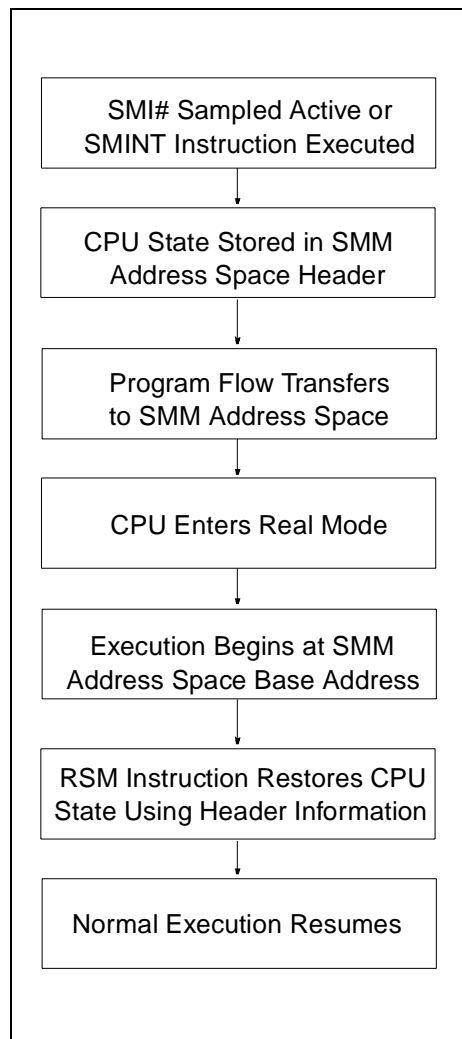 SMI# Sampled Active or
SMINT Instruction Executed
CPU State Stored in SMM
Address Space Header
Program Flow Transfers
to SMM Address Space
CPU Enters Real Mode
Execution Begins at SMM
Address Space Base Address
RSM Instruction Restores CPU
State Using Header Information
Normal Execution Resumes